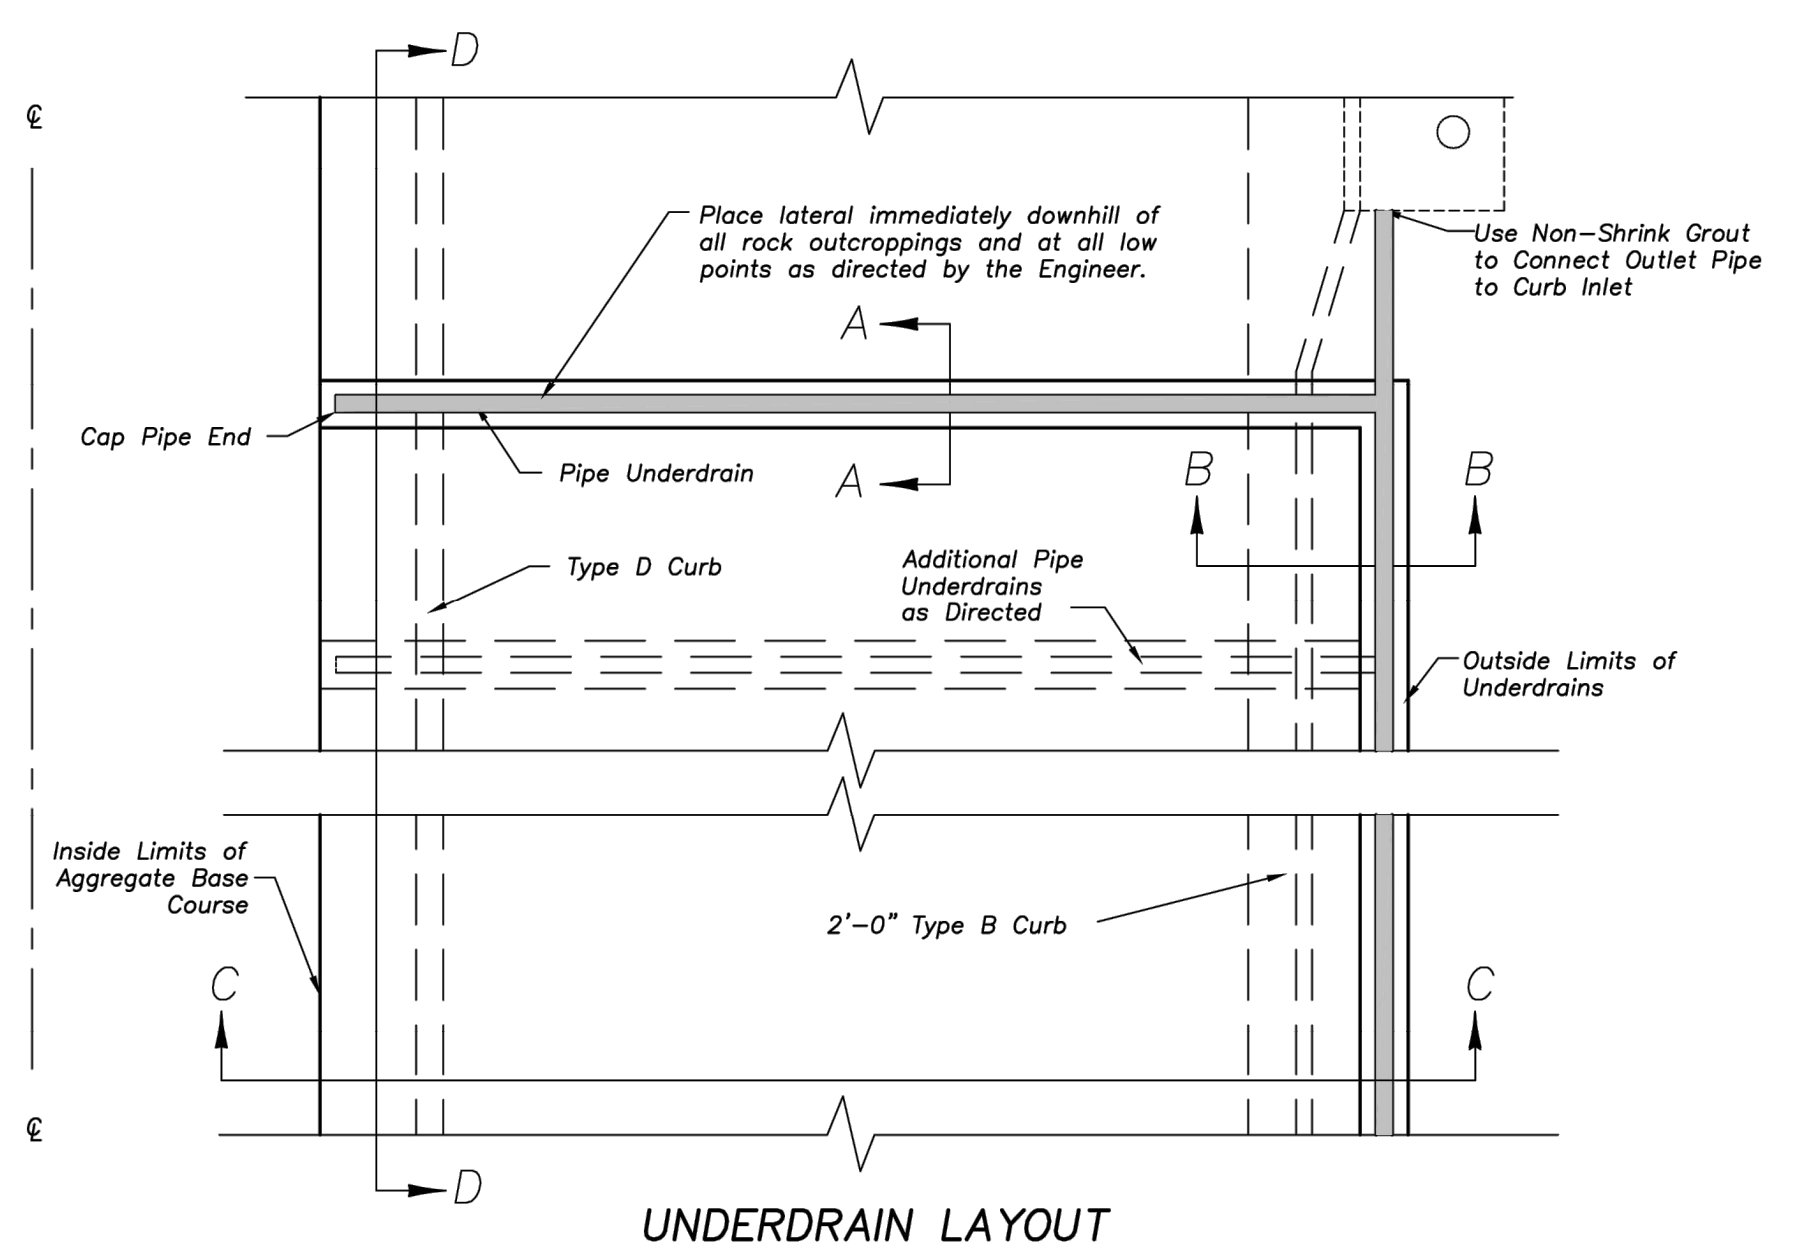 D
℄
Place lateral immediately downhill of
all rock outcroppings and at all low
points as directed by the Engineer.
Use Non-Shrink Grout
to Connect Outlet Pipe
to Curb Inlet
A
Cap Pipe End
Pipe Underdrain
A
B
B
Type D Curb
Additional Pipe
Underdrains
as Directed
Outside Limits of
Underdrains
Inside Limits of
Aggregate Base
Course
2'-0" Type B Curb
C
C
℄
D
UNDERDRAIN LAYOUT